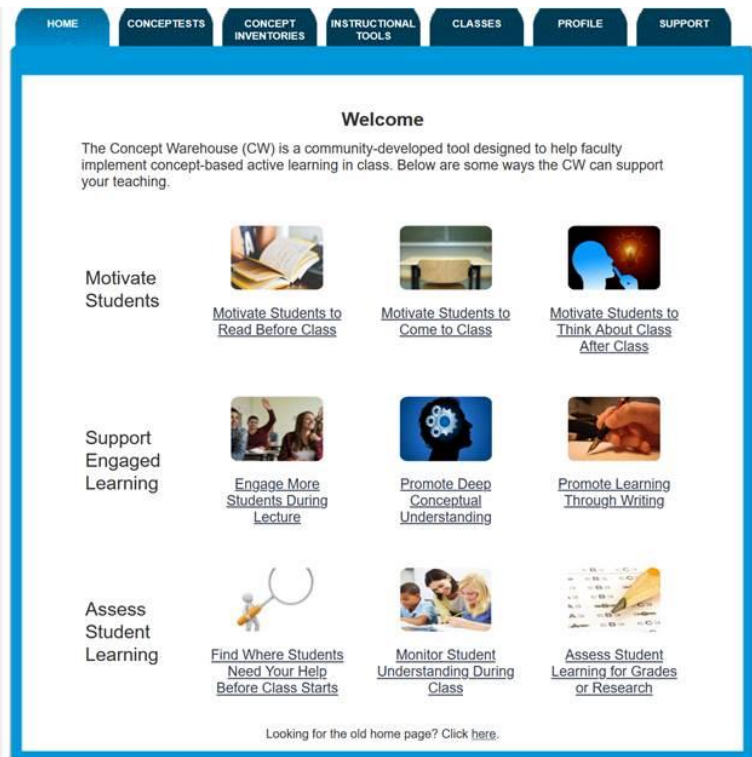 HOME
CONCEPTESTS
CONCEPT
INVENTORIES
INSTRUCTIONAL
TOOLS
CLASSES
PROFILE
SUPPORT
Welcome
The Concept Warehouse (CW) is a community-developed tool designed to help faculty
implement concept-based active learning in class. Below are some ways the CW can support
your teaching.
Motivate
Students
Motivate Students to
Read Before Class
Motivate Students to
Come to Class
Motivate Students to
Think About Class
After Class
Support
Engaged
Learning
Engage More
Students During
Lecture
Promote Deep
Conceptual
Understanding
Promote Learning
Through Writing
Assess
Student
Learning
Find Where Students
Need Your Help
Before Class Starts
Monitor Student
Understanding During
Class
Assess Student
Learning for Grades
or Research
Looking for the old home page? Click here.